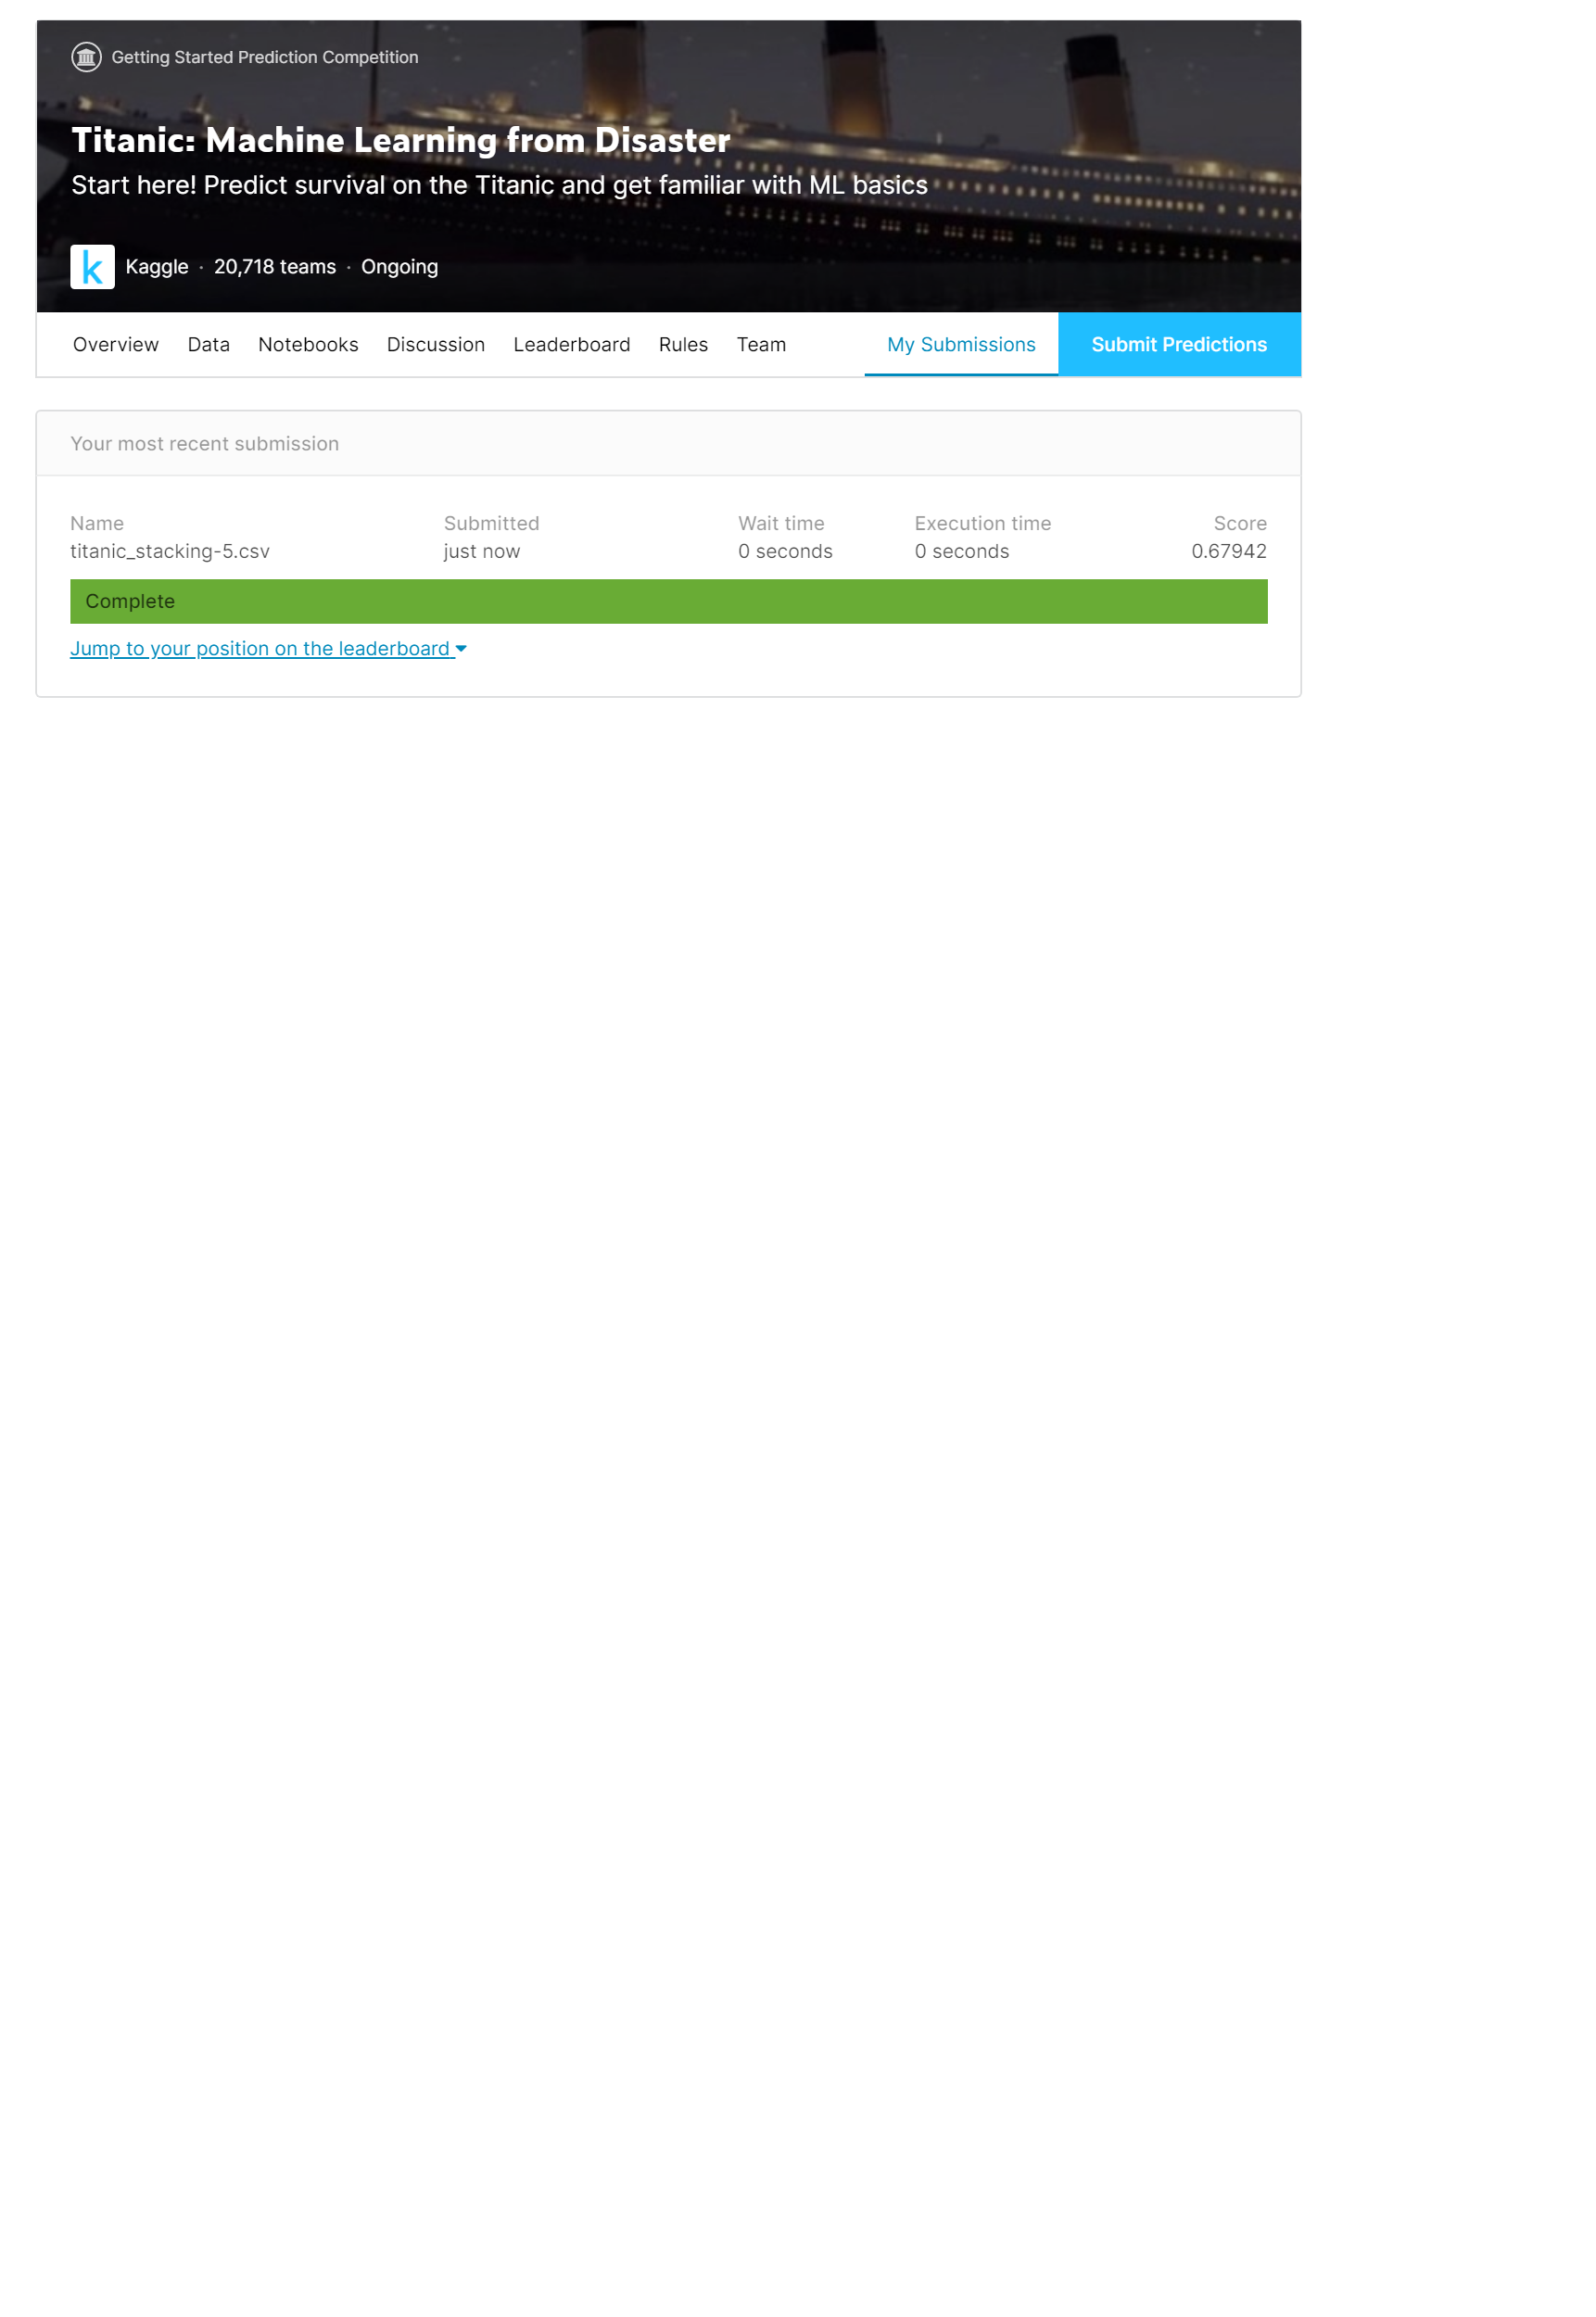 Getting Started Prediction Competition
Titanic: Machine Learning from Disaster
Start here! Predict survival on the Titanic and get familiar with ML basics
k Kaggle · 20,718 teams · Ongoing
Overview Data Notebooks Discussion Leaderboard Rules Team My Submissions Submit Predictions
Your most recent submission
Name Submitted Wait time Execution time Score
titanic_stacking-5.csv just now 0 seconds 0 seconds 0.67942
Complete
Jump to your position on the leaderboard